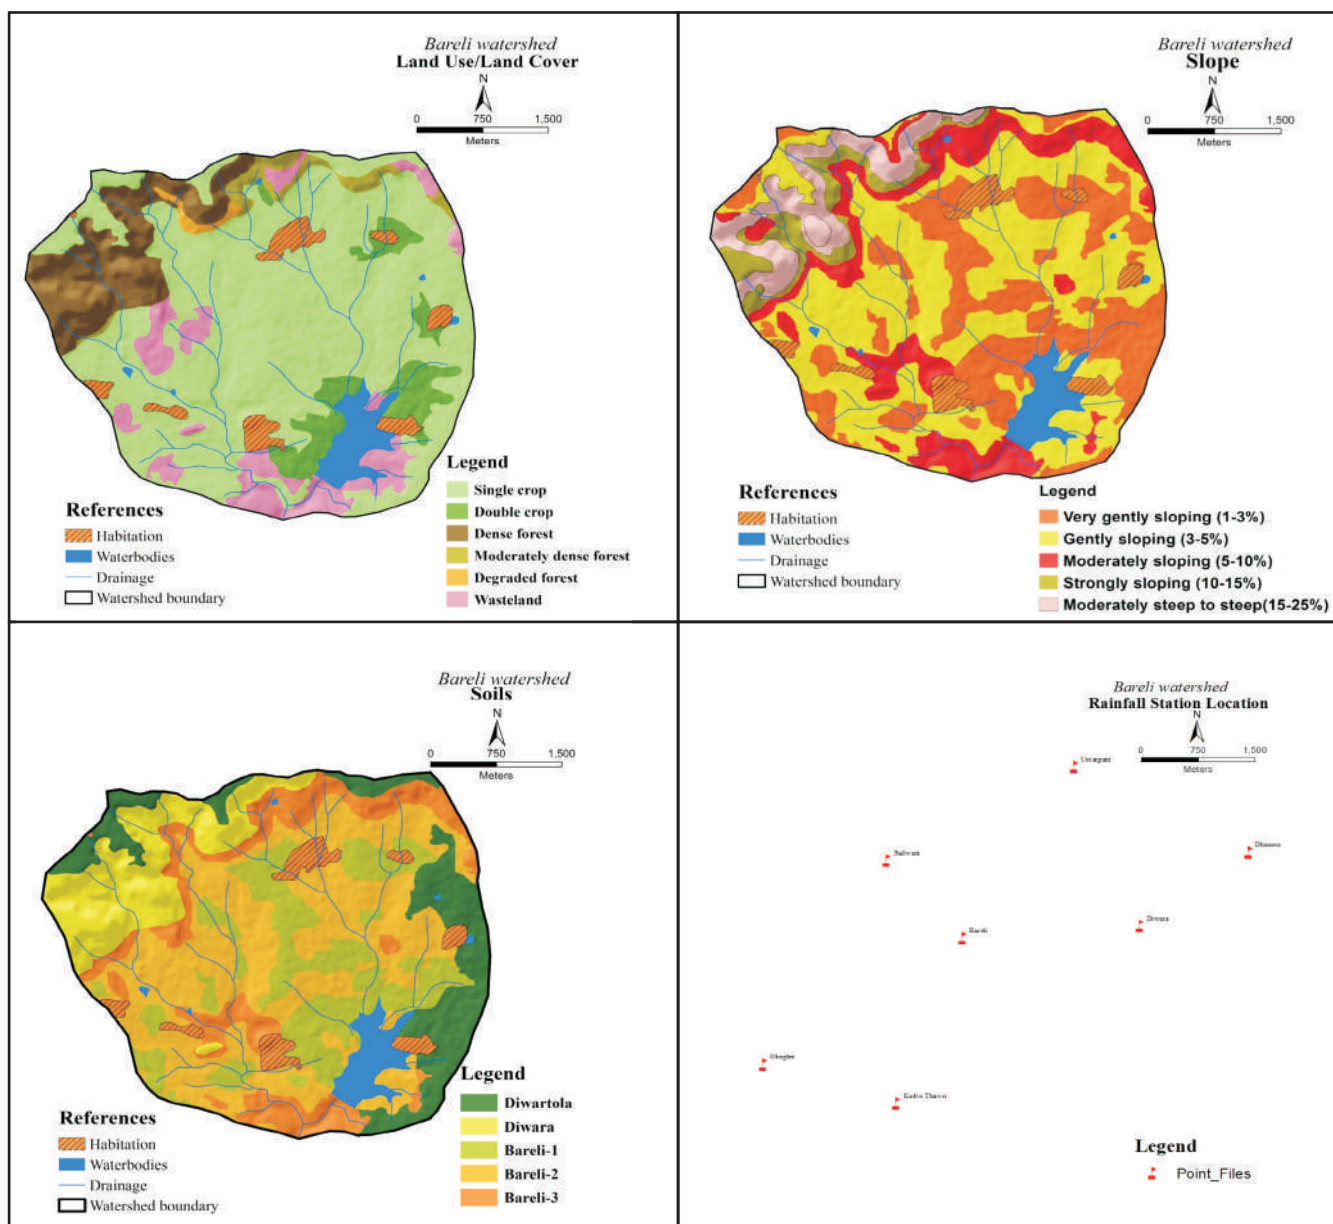 Bareli watershed
Land Use/Land Cover
N
0 750 1,500
Meters
Legend
Single crop
Double crop
Dense forest
Moderately dense forest
Degraded forest
Wasteland
References
Habitation
Waterbodies
Drainage
Watershed boundary
Bareli watershed
Slope
N
0 750 1,500
Meters
References
Habitation
Waterbodies
Drainage
Watershed boundary
Legend
Very gently sloping (1-3%)
Gently sloping (3-5%)
Moderately sloping (5-10%)
Strongly sloping (10-15%)
Moderately steep to steep(15-25%)
Bareli watershed
Soils
N
0 750 1,500
Meters
Legend
Diwartola
Diwara
Bareli-1
Bareli-2
Bareli-3
References
Habitation
Waterbodies
Drainage
Watershed boundary
Bareli watershed
Rainfall Station Location
N
0 750 1,500
Meters
Diwara
Bareli
Legend
Point_Files